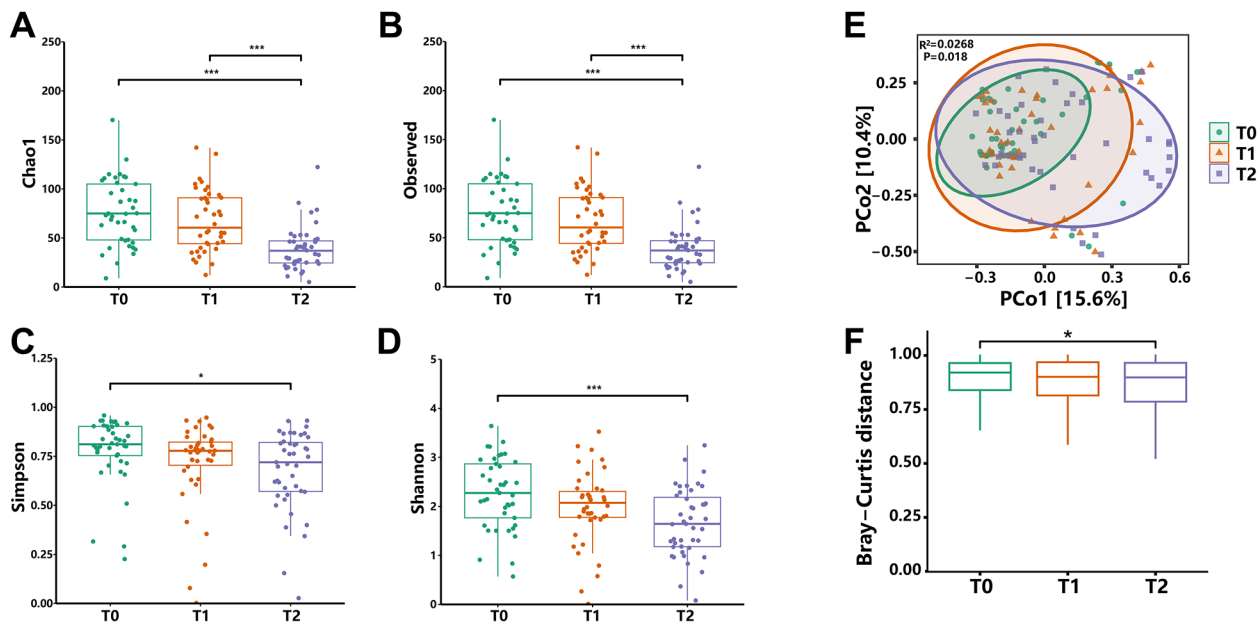 A
Chao1
250
200
150
100
50
0
***
***
T0 T1 T2
B
Observed
250
200
150
100
50
0
***
***
T0 T1 T2
E
R²=0.0268
P=0.018
PCo2 [10.4%]
0.25
0.00
−0.25
−0.50
−0.3 0.0 0.3 0.6
PCo1 [15.6%]
T0
T1
T2
C
Simpson
1.25
1.00
0.75
0.50
0.25
0.00
*
T0 T1 T2
D
Shannon
5
4
3
2
1
0
***
T0 T1 T2
F
Bray−Curtis distance
1.00
0.75
0.50
0.25
0.00
*
T0 T1 T2